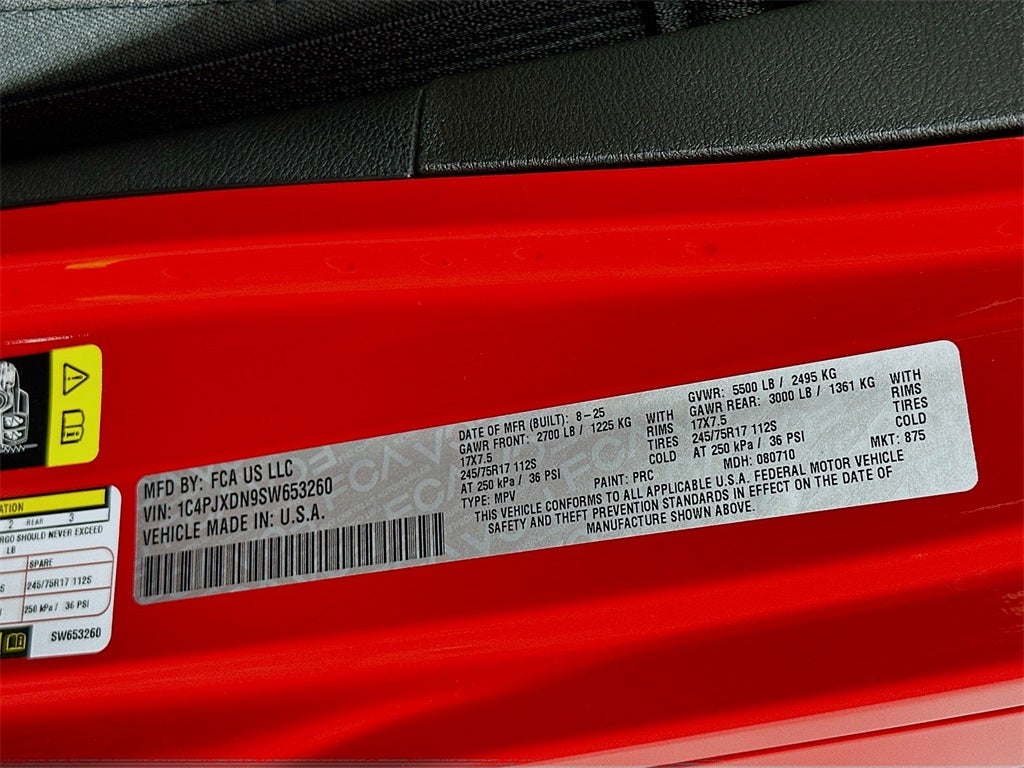 MFD BY: FCA US LLC
VIN: 1C4PJXDN9SW653260
VEHICLE MADE IN: U.S.A.
DATE OF MFR (BUILT): 8-25
GVWR: 5500 LB / 2495 KG
GAWR FRONT: 2700 LB / 1225 KG WITH
GAWR REAR: 3000 LB / 1361 KG WITH
17X7.5 RIMS
17X7.5 RIMS
245/75R17 112S TIRES
245/75R17 112S TIRES
AT 250 kPa / 36 PSI COLD
AT 250 kPa / 36 PSI COLD
TYPE: MPV PAINT: PRC MDH: 080710 MKT: 875
THIS VEHICLE CONFORMS TO ALL APPLICABLE U.S.A. FEDERAL MOTOR VEHICLE
SAFETY AND THEFT PREVENTION STANDARDS IN EFFECT ON THE DATE OF
MANUFACTURE SHOWN ABOVE.
2 REAR 3
SHOULD NEVER EXCEED
LB
SPARE
245/75R17 112S
250 kPa / 36 PSI
SW653260